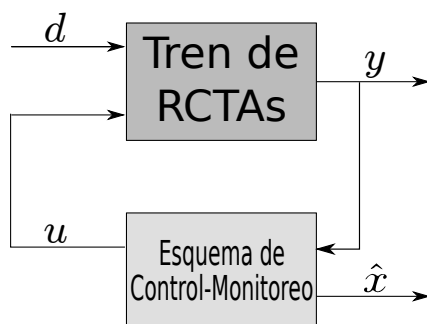 d
Tren de
RCTAs
y
u
Esquema de
Control-Monitoreo
x̂